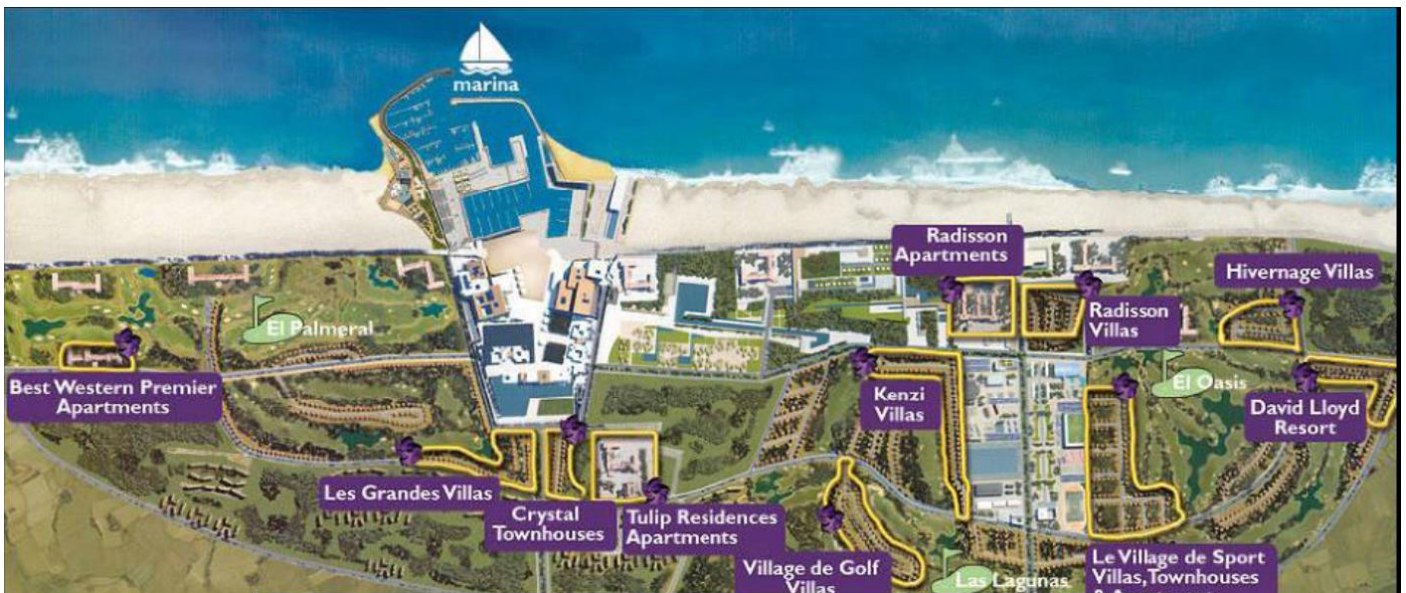 marina
Radisson
Apartments
Hivernage Villas
Radisson
Villas
El Palmeral
Best Western Premier
Apartments
Kenzi
Villas
El Oasis
David Lloyd
Resort
Les Grandes Villas
Crystal
Townhouses
Tulip Residences
Apartments
Village de Golf
Villas
Las Lagunas
Le Village de Sport
Villas, Townhouses